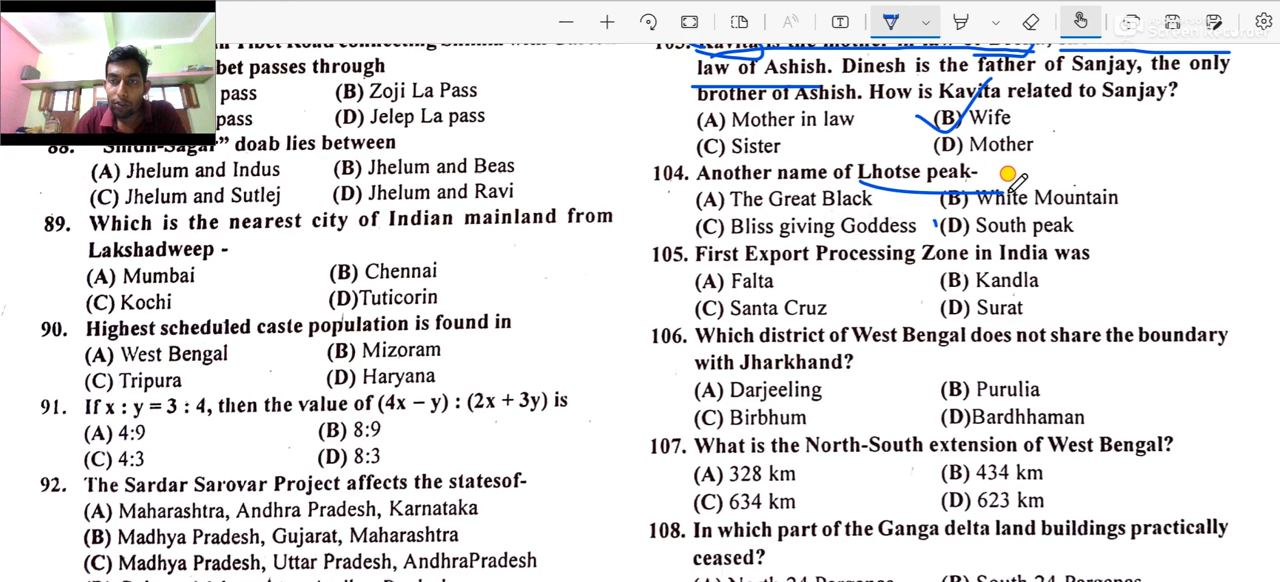 bet passes through
pass
(B) Zoji La Pass
pass
(D) Jelep La pass
88. "Sindh-Sagar" doab lies between
(A) Jhelum and Indus
(B) Jhelum and Beas
(C) Jhelum and Sutlej
(D) Jhelum and Ravi
89. Which is the nearest city of Indian mainland from
Lakshadweep -
(A) Mumbai
(B) Chennai
(C) Kochi
(D)Tuticorin
90. Highest scheduled caste population is found in
(A) West Bengal
(B) Mizoram
(C) Tripura
(D) Haryana
91. If x : y = 3 : 4, then the value of (4x – y) : (2x + 3y) is
(A) 4:9
(B) 8:9
(C) 4:3
(D) 8:3
92. The Sardar Sarovar Project affects the statesof-
(A) Maharashtra, Andhra Pradesh, Karnataka
(B) Madhya Pradesh, Gujarat, Maharashtra
(C) Madhya Pradesh, Uttar Pradesh, AndhraPradesh
law of Ashish. Dinesh is the father of Sanjay, the only
brother of Ashish. How is Kavita related to Sanjay?
(A) Mother in law
(B) Wife
(C) Sister
(D) Mother
104. Another name of Lhotse peak-
(A) The Great Black
(B) White Mountain
(C) Bliss giving Goddess
(D) South peak
105. First Export Processing Zone in India was
(A) Falta
(B) Kandla
(C) Santa Cruz
(D) Surat
106. Which district of West Bengal does not share the boundary
with Jharkhand?
(A) Darjeeling
(B) Purulia
(C) Birbhum
(D)Bardhhaman
107. What is the North-South extension of West Bengal?
(A) 328 km
(B) 434 km
(C) 634 km
(D) 623 km
108. In which part of the Ganga delta land buildings practically
ceased?